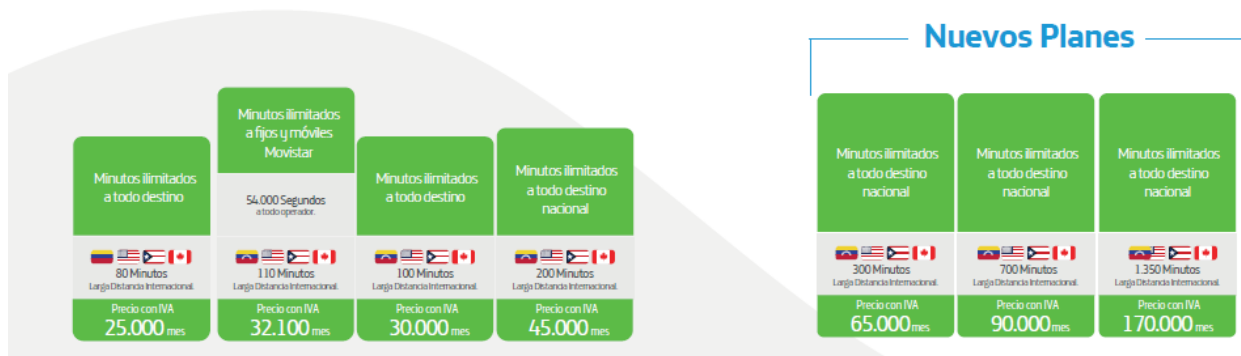 Nuevos Planes
Minutos ilimitados
a todo destino
80 Minutos
Larga Distancia Internacional.
Precio con IVA
25.000 mes
Minutos ilimitados
a fijos y móviles
Movistar
54.000 Segundos
a todo operador.
110 Minutos
Larga Distancia Internacional.
Precio con IVA
32.100 mes
Minutos ilimitados
a todo destino
100 Minutos
Larga Distancia Internacional.
Precio con IVA
30.000 mes
Minutos ilimitados
a todo destino
nacional
200 Minutos
Larga Distancia Internacional.
Precio con IVA
45.000 mes
Minutos ilimitados
a todo destino
nacional
300 Minutos
Larga Distancia Internacional.
Precio con IVA
65.000 mes
Minutos ilimitados
a todo destino
nacional
700 Minutos
Larga Distancia Internacional.
Precio con IVA
90.000 mes
Minutos ilimitados
a todo destino
nacional
1.350 Minutos
Larga Distancia Internacional.
Precio con IVA
170.000 mes